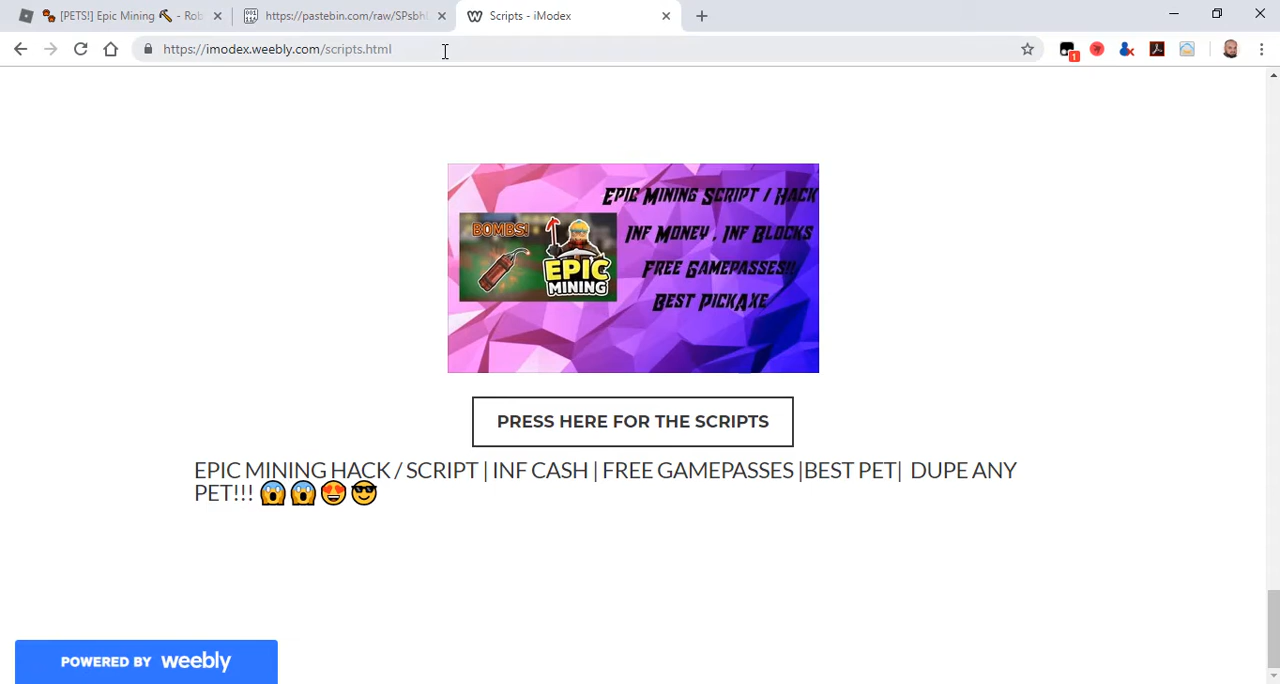 [PETS!] Epic Mining ⛏ - Rob
https://pastebin.com/raw/SPsbh
Scripts - iModex
https://imodex.weebly.com/scripts.html
1
EPIC MINING SCRIPT / HACK
BOMBS!
INF MONEY , INF BLOCKS
EPIC
MINING
FREE GAMEPASSES!!
BEST PICKAXE
PRESS HERE FOR THE SCRIPTS
EPIC MINING HACK / SCRIPT | INF CASH | FREE GAMEPASSES |BEST PET| DUPE ANY
PET!!! 😱😱😍😎
POWERED BY weebly